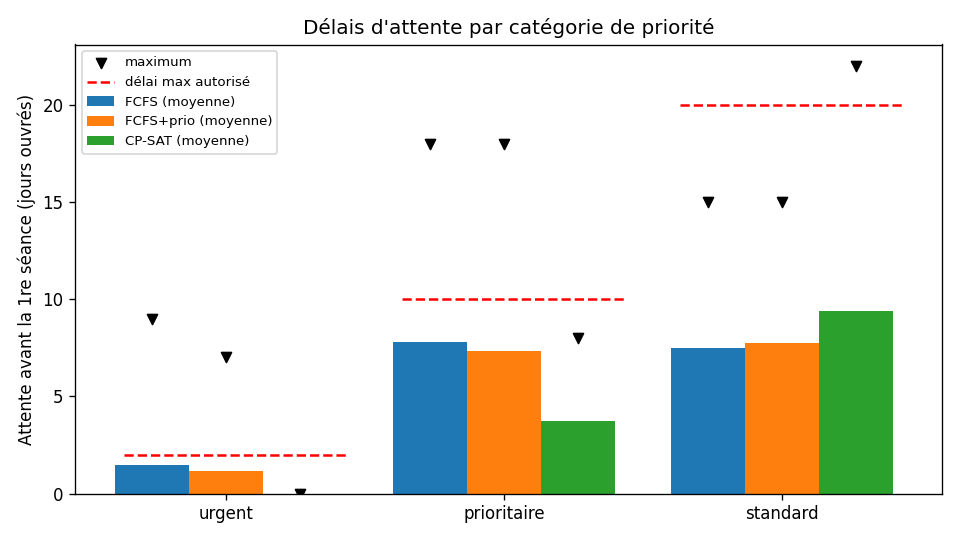 Délais d'attente par catégorie de priorité
Attente avant la 1re séance (jours ouvrés)
20
15
10
5
0
maximum
délai max autorisé
FCFS (moyenne)
FCFS+prio (moyenne)
CP-SAT (moyenne)
urgent
prioritaire
standard